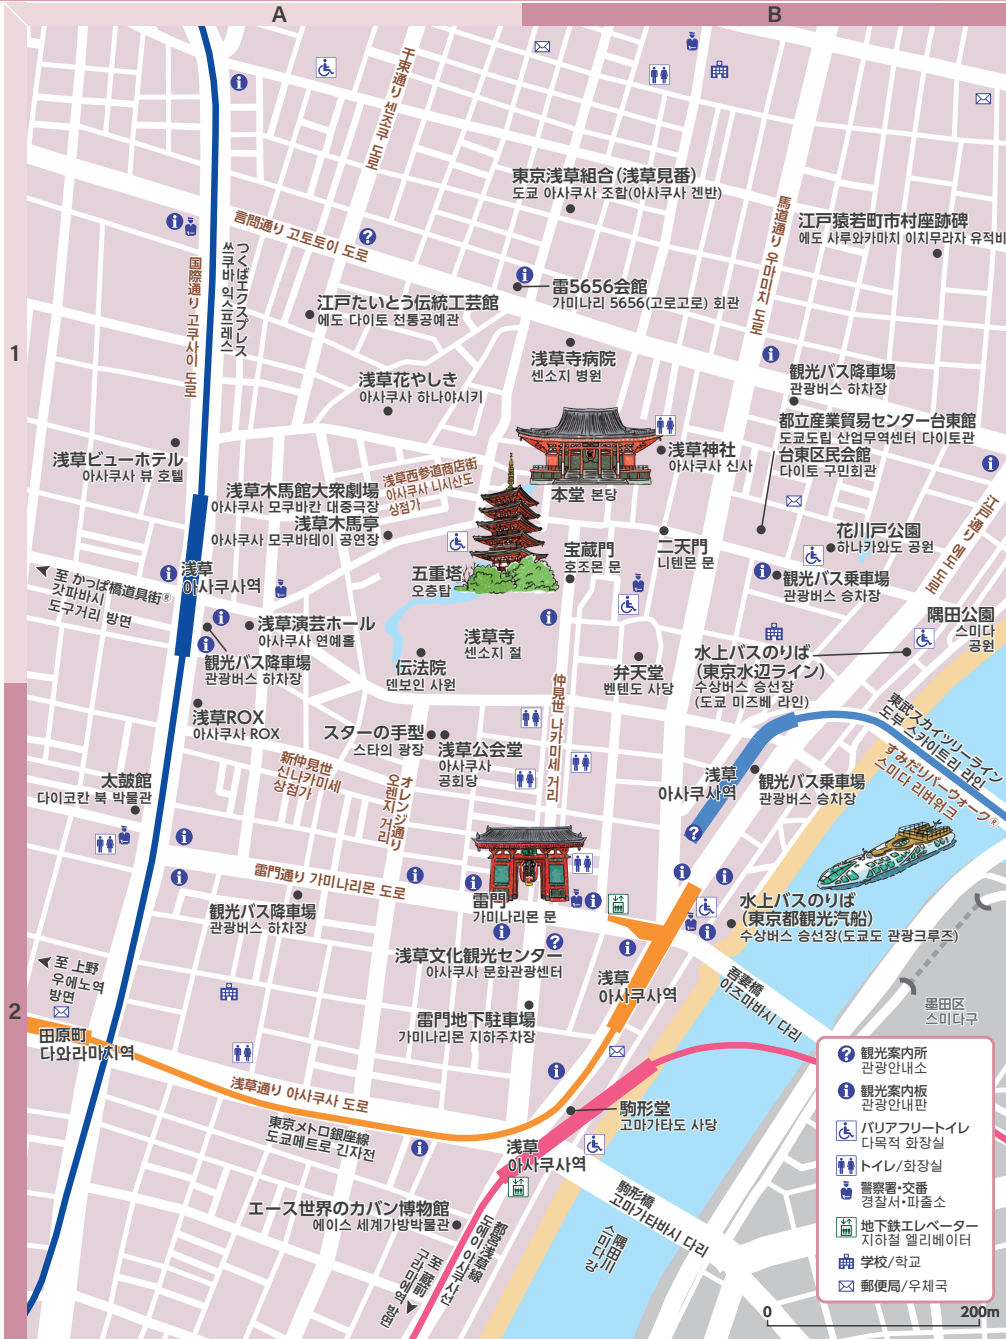 A
B
1
2
千束通り 센조쿠 도로
東京浅草組合(浅草見番)
도쿄 아사쿠사 조합(아사쿠사 겐반)
馬道通り 우마미치 도로
江戸猿若町市村座跡碑
에도 사루와카마치 이치무라자 유적비
言問通り 고토토이 도로
国際通り 고쿠사이 도로
つくばエクスプレス
쓰쿠바 익스프레스
雷5656会館
가미나리 5656(고로고로) 회관
江戸たいとう伝統工芸館
에도 다이토 전통공예관
浅草寺病院
센소지 병원
観光バス降車場
관광버스 하차장
浅草花やしき
아사쿠사 하나야시키
都立産業貿易センター台東館
도쿄도립 산업무역센터 다이토관
台東区民会館
다이토 구민회관
浅草神社
아사쿠사 신사
浅草ビューホテル
아사쿠사 뷰 호텔
浅草西参道商店街
아사쿠사 니시산도
상점가
浅草木馬館大衆劇場
아사쿠사 모쿠바칸 대중극장
浅草木馬亭
아사쿠사 모쿠바테이 공연장
本堂 본당
江戸通り 에도 도로
花川戸公園
하나카와도 공원
二天門
니텐몬 문
宝蔵門
호조몬 문
五重塔
오층탑
観光バス乗車場
관광버스 승차장
浅草
아사쿠사역
至 かっぱ橋道具街®
갓파바시
도구거리 방면
浅草演芸ホール
아사쿠사 연예홀
観光バス降車場
관광버스 하차장
浅草寺
센소지 절
伝法院
덴보인 사원
弁天堂
벤텐도 사당
隅田公園
스미다
공원
水上バスのりば
(東京水辺ライン)
수상버스 승선장
(도쿄 미즈베 라인)
浅草ROX
아사쿠사 ROX
スターの手型
스타의 광장
浅草公会堂
아사쿠사
공회당
仲見世 나카미세 거리
東武スカイツリーライン
도부 스카이트리 라인
すみだリバーウォーク®
스미다 리버워크
新仲見世
신나카미세
상점가
オレンジ通り
오렌지 거리
浅草
아사쿠사역
観光バス乗車場
관광버스 승차장
太皷館
다이코칸 북 박물관
雷門通り 가미나리몬 도로
雷門
가미나리몬 문
観光バス降車場
관광버스 하차장
水上バスのりば
(東京都観光汽船)
수상버스 승선장(도쿄도 관광크루즈)
浅草文化観光センター
아사쿠사 문화관광센터
浅草
아사쿠사역
吾妻橋
아즈마바시 다리
至 上野
우에노역
방면
雷門地下駐車場
가미나리몬 지하주차장
墨田区
스미다구
田原町
다와라마치역
浅草通り 아사쿠사 도로
東京メトロ銀座線
도쿄메트로 긴자전
駒形堂
고마가타도 사당
浅草
아사쿠사역
駒形橋
고마가타바시 다리
エース世界のカバン博物館
에이스 세계가방박물관
都営浅草線
도에이 아사쿠사선
至 蔵前
구라마에역 방면
隅田川
스미다 강
観光案内所
관광안내소
観光案内板
관광안내판
バリアフリートイレ
다목적 화장실
トイレ/화장실
警察署・交番
경찰서·파출소
地下鉄エレベーター
지하철 엘리베이터
学校/학교
郵便局/우체국
0
200m